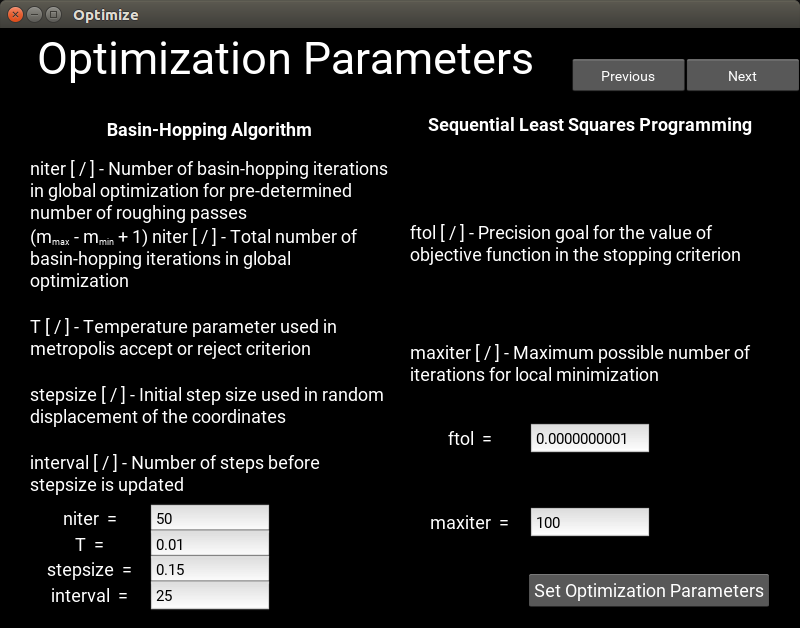 Optimize
Optimization Parameters
Previous
Next
Basin-Hopping Algorithm
niter [ / ] - Number of basin-hopping iterations
in global optimization for pre-determined
number of roughing passes
(mmax - mmin + 1) niter [ / ] - Total number of
basin-hopping iterations in global
optimization
T [ / ] - Temperature parameter used in
metropolis accept or reject criterion
stepsize [ / ] - Initial step size used in random
displacement of the coordinates
interval [ / ] - Number of steps before
stepsize is updated
niter = 50
T = 0.01
stepsize = 0.15
interval = 25
Sequential Least Squares Programming
ftol [ / ] - Precision goal for the value of
objective function in the stopping criterion
maxiter [ / ] - Maximum possible number of
iterations for local minimization
ftol = 0.0000000001
maxiter = 100
Set Optimization Parameters